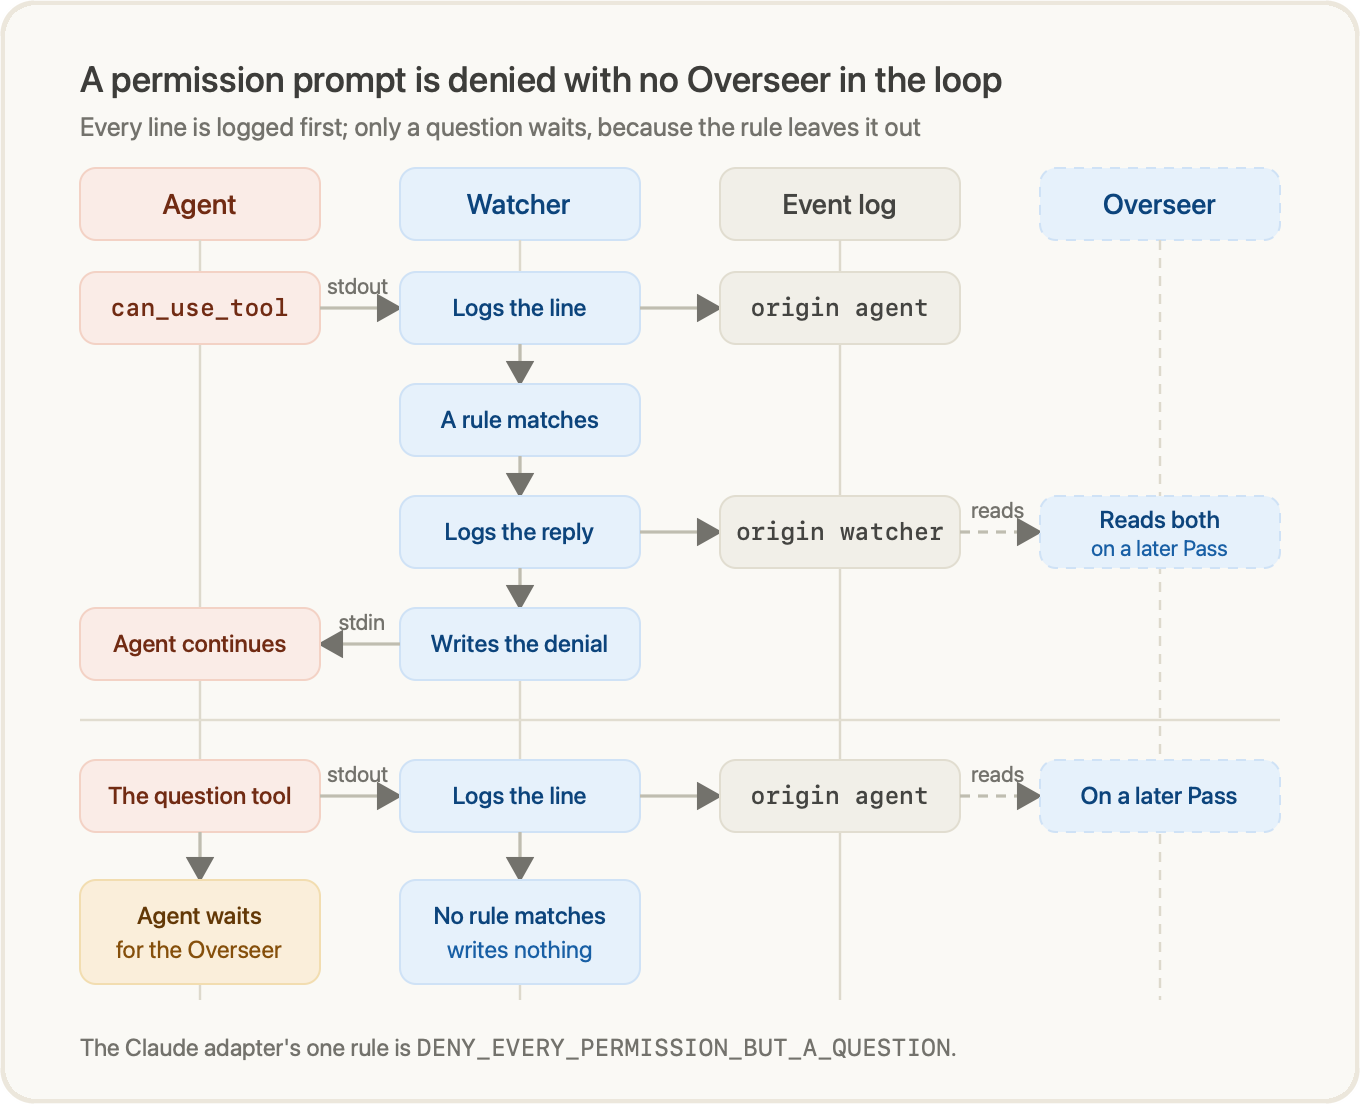 A permission prompt is denied with no Overseer in the loop
Every line is logged first; only a question waits, because the rule leaves it out
Agent
Watcher
Event log
Overseer
can_use_tool
stdout
Logs the line
origin agent
A rule matches
Logs the reply
origin watcher
reads
Reads both
on a later Pass
Agent continues
stdin
Writes the denial
The question tool
stdout
Logs the line
origin agent
reads
On a later Pass
Agent waits
for the Overseer
No rule matches
writes nothing
The Claude adapter's one rule is DENY_EVERY_PERMISSION_BUT_A_QUESTION.